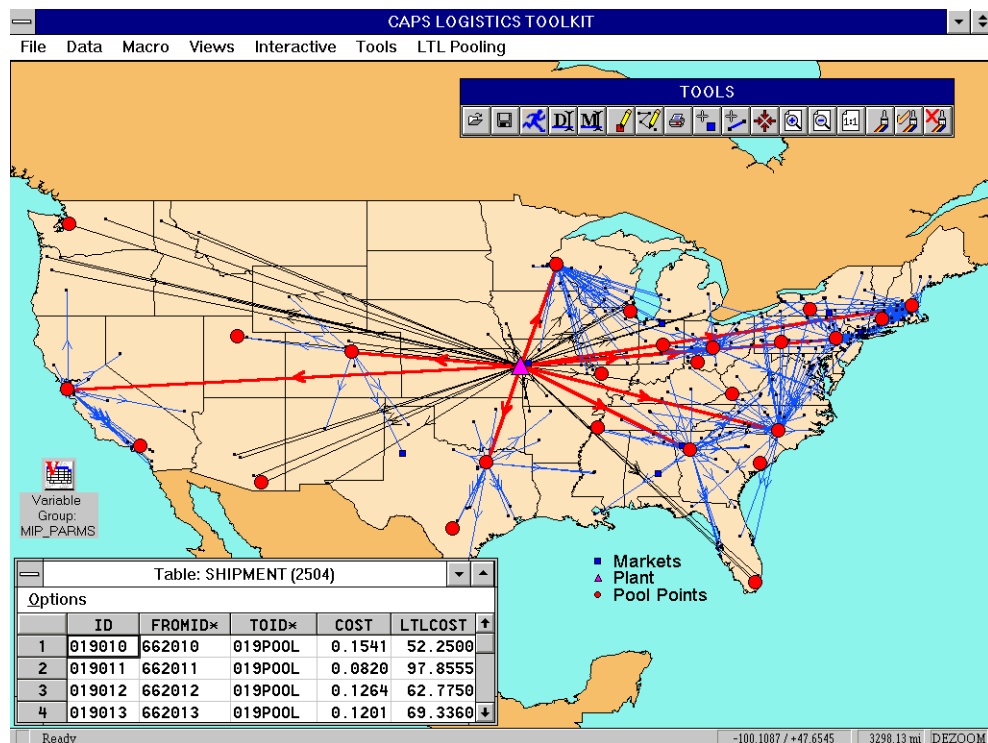 CAPS LOGISTICS TOOLKIT
File Data Macro Views Interactive Tools LTL Pooling
TOOLS
D M 1:1
Variable
Group:
MIP_PARMS
Markets
Plant
Pool Points
Table: SHIPMENT (2504)
Options
ID FROMID* TOID* COST LTLCOST
1 019010 662010 019POOL 0.1541 52.2500
2 019011 662011 019POOL 0.0820 97.8555
3 019012 662012 019POOL 0.1264 62.7750
4 019013 662013 019POOL 0.1201 69.3360
Ready -100.1087 / +47.6545 3298.13 mi DEZOOM